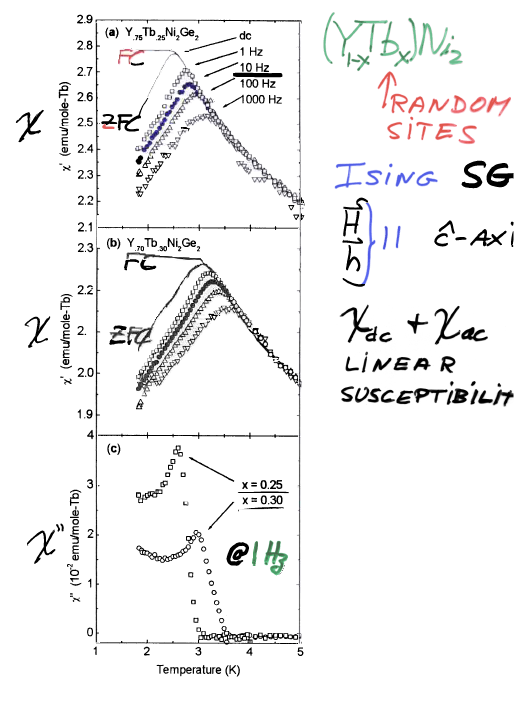 (a) Y.75Tb.25Ni2Ge2
FC
dc
1 Hz
10 Hz
100 Hz
1000 Hz
ZFC
χ
χ' (emu/mole-Tb)
2.8
2.7
2.6
2.5
2.4
2.3
2.2
2.1
(Y1-xTbx)Ni2
↑RANDOM
SITES
ISING SG
H
h
} || ĉ-AXi
χdc + χac
LINEAR
SUSCEPTIBILIT
(b) Y.70Tb.30Ni2Ge2
FC
ZFC
χ
χ' (emu/mole-Tb)
2.3
2.2
2.1
2.0
1.9
(c)
x = 0.25
x = 0.30
@1Hz
χ"
χ" (10-2 emu/mole-Tb)
4
3
2
1
0
1 2 3 4 5
Temperature (K)